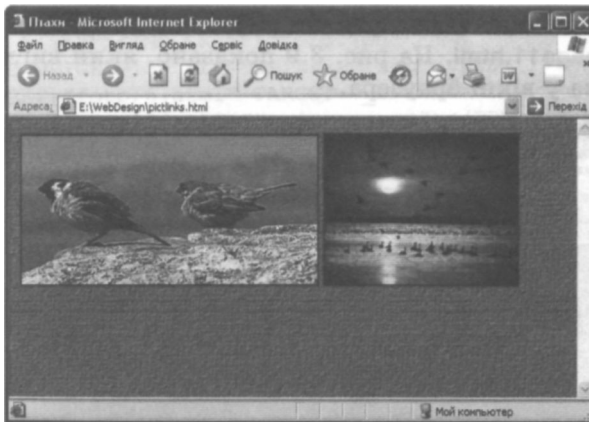 Птахи - Microsoft Internet Explorer
Файл Правка Вигляд Обране Сервіс Довідка
Назад Пошук Обране
Адреса: E:\WebDesign\pictlinks.html Перехід
Мой компьютер